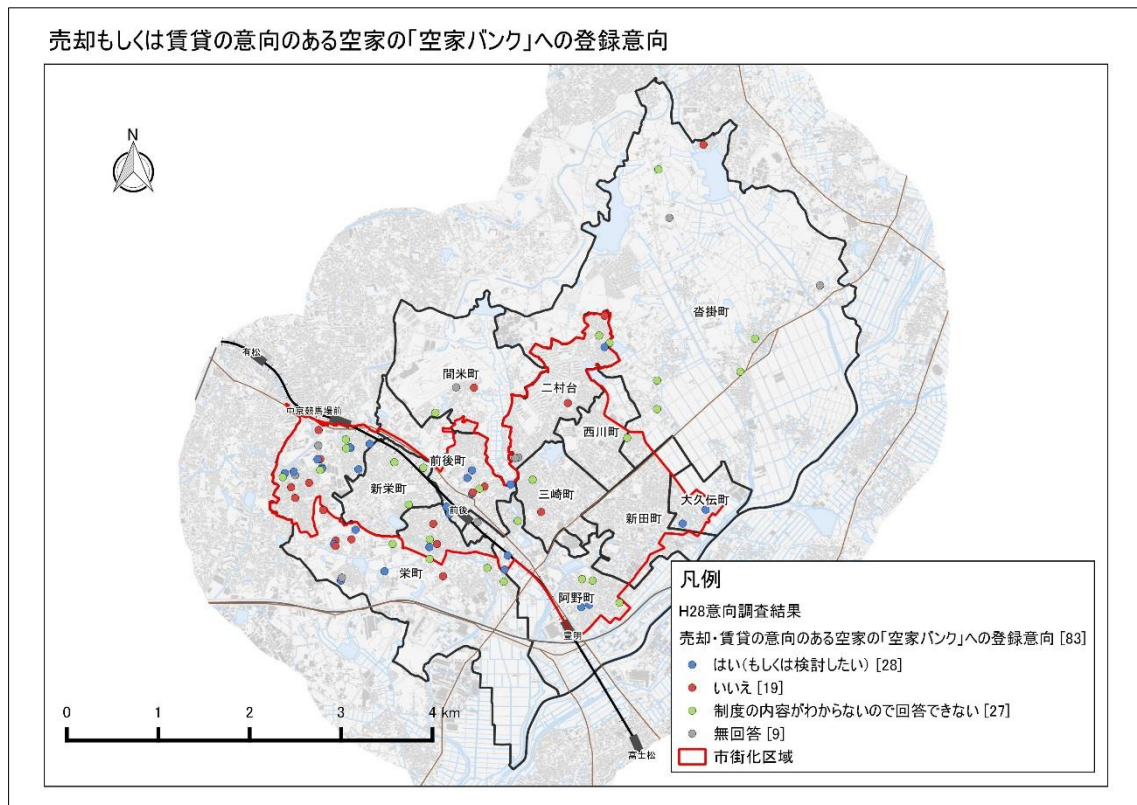 売却もしくは賃貸の意向のある空家の「空家バンク」への登録意向
N
沓掛町
有松
間米町
二村台
中京競馬場前
西川町
前後町
新栄町
三崎町
大久伝町
前後
新田町
栄町
阿野町
豊明
富士松
0 1 2 3 4 km
凡例
H28意向調査結果
売却・賃貸の意向のある空家の「空家バンク」への登録意向 [83]
はい(もしくは検討したい) [28]
いいえ [19]
制度の内容がわからないので回答できない [27]
無回答 [9]
市街化区域